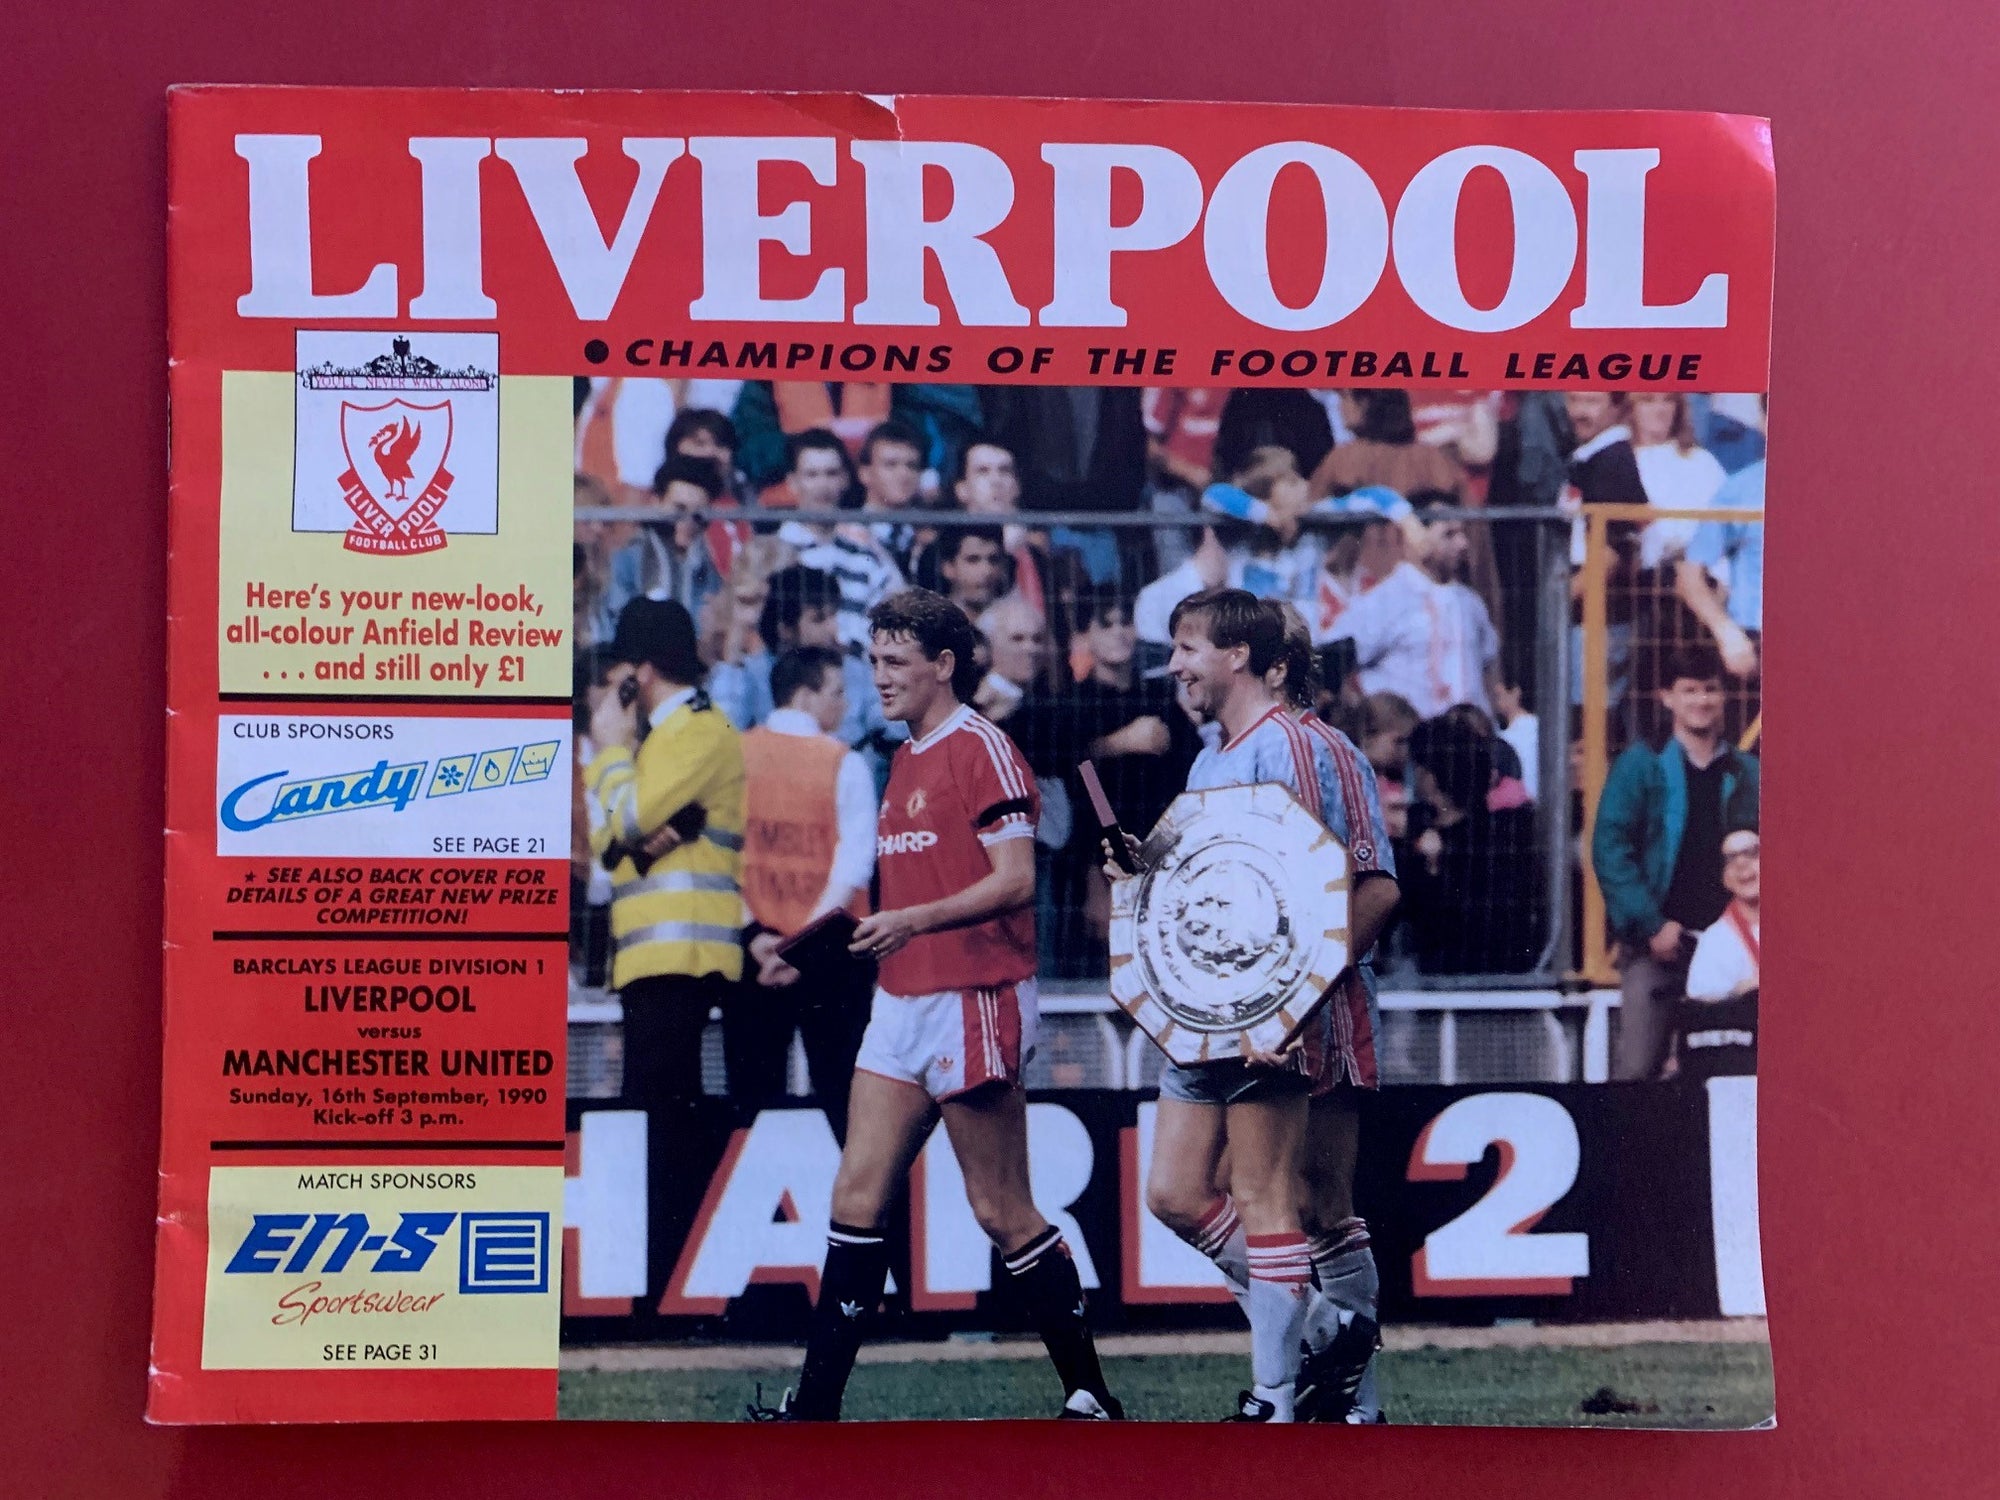 LIVERPOOL
● CHAMPIONS OF THE FOOTBALL LEAGUE
YOU'LL NEVER WALK ALONE
LIVERPOOL
FOOTBALL CLUB
Here's your new-look,
all-colour Anfield Review
. . . and still only £1
CLUB SPONSORS
Candy
SEE PAGE 21
★ SEE ALSO BACK COVER FOR
DETAILS OF A GREAT NEW PRIZE
COMPETITION!
BARCLAYS LEAGUE DIVISION 1
LIVERPOOL
versus
MANCHESTER UNITED
Sunday, 16th September, 1990
Kick-off 3 p.m.
MATCH SPONSORS
EN-S
Sportswear
SEE PAGE 31
HARP
HAR
2